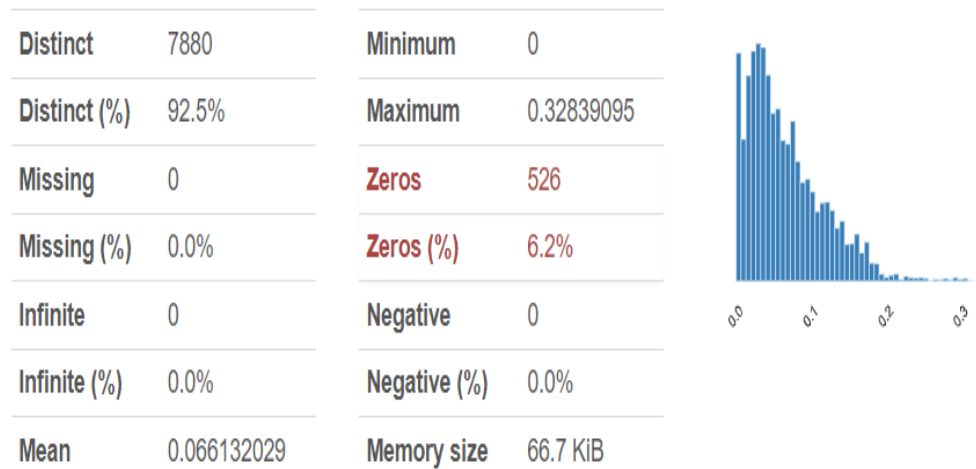 Distinct 7880
Distinct (%) 92.5%
Missing 0
Missing (%) 0.0%
Infinite 0
Infinite (%) 0.0%
Mean 0.066132029
Minimum 0
Maximum 0.32839095
Zeros 526
Zeros (%) 6.2%
Negative 0
Negative (%) 0.0%
Memory size 66.7 KiB
0.0 0.1 0.2 0.3